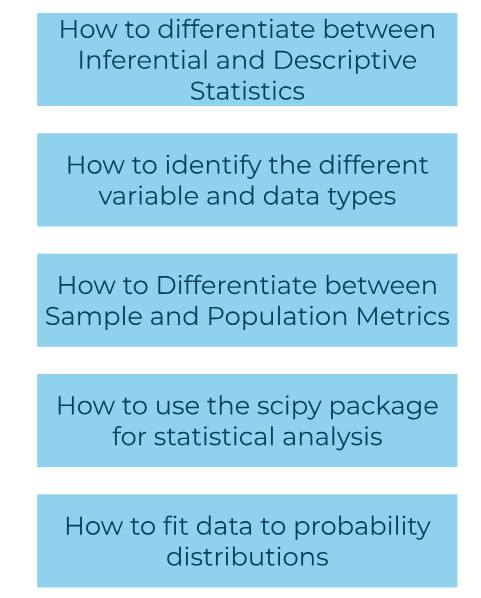 How to differentiate between
Inferential and Descriptive
Statistics
How to identify the different
variable and data types
How to Differentiate between
Sample and Population Metrics
How to use the scipy package
for statistical analysis
How to fit data to probability
distributions